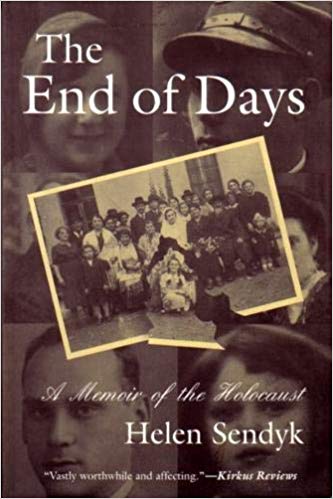 The
End of Days
A Memoir of the Holocaust
Helen Sendyk
"Vastly worthwhile and affecting."—Kirkus Reviews